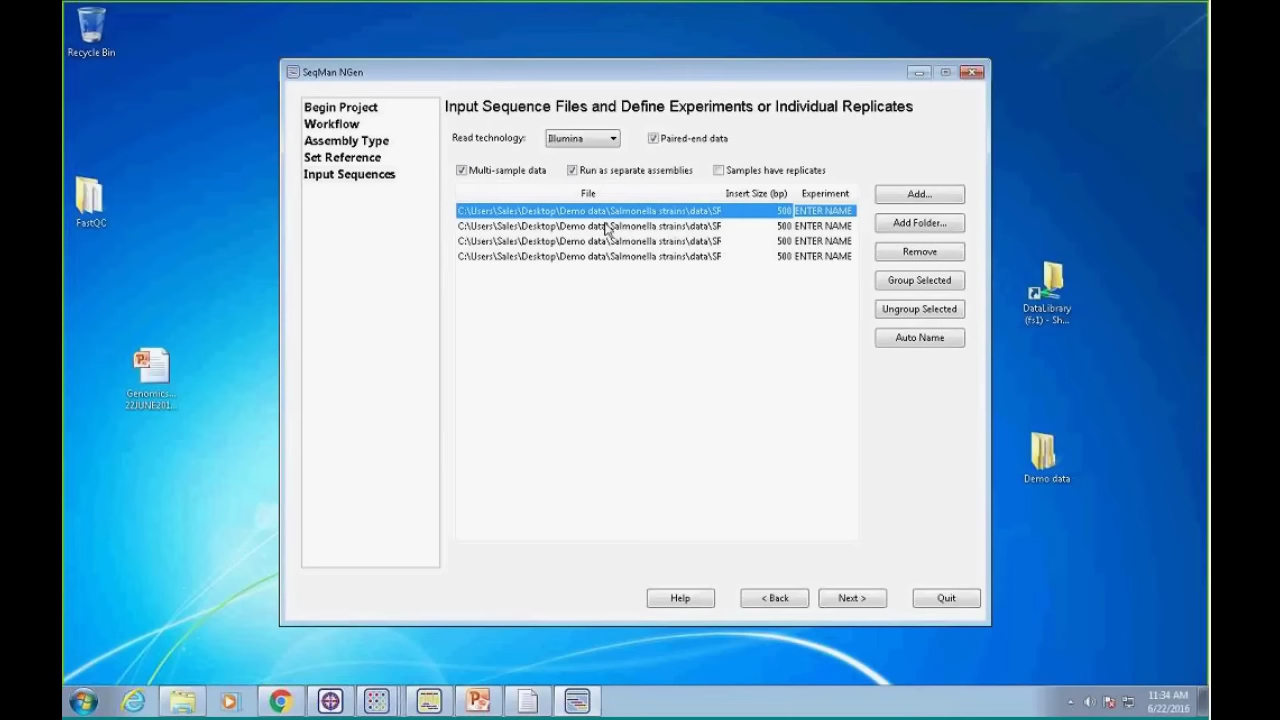 Recycle Bin
SeqMan NGen
Begin Project
Workflow
Assembly Type
Set Reference
Input Sequences
Input Sequence Files and Define Experiments or Individual Replicates
Read technology: Illumina Paired-end data
Multi-sample data Run as separate assemblies Samples have replicates
File Insert Size (bp) Experiment
C:\Users\Sales\Desktop\Demo data\Salmonella strains\data\SF 500 ENTER NAME
C:\Users\Sales\Desktop\Demo data\Salmonella strains\data\SF 500 ENTER NAME
C:\Users\Sales\Desktop\Demo data\Salmonella strains\data\SF 500 ENTER NAME
C:\Users\Sales\Desktop\Demo data\Salmonella strains\data\SF 500 ENTER NAME
Add...
Add Folder...
Remove
Group Selected
Ungroup Selected
Auto Name
Help
< Back
Next >
Quit
FastQC
Genomics...
22JUNE201...
DataLibrary
(fs1) - Sh...
Demo data
11:34 AM
6/22/2016